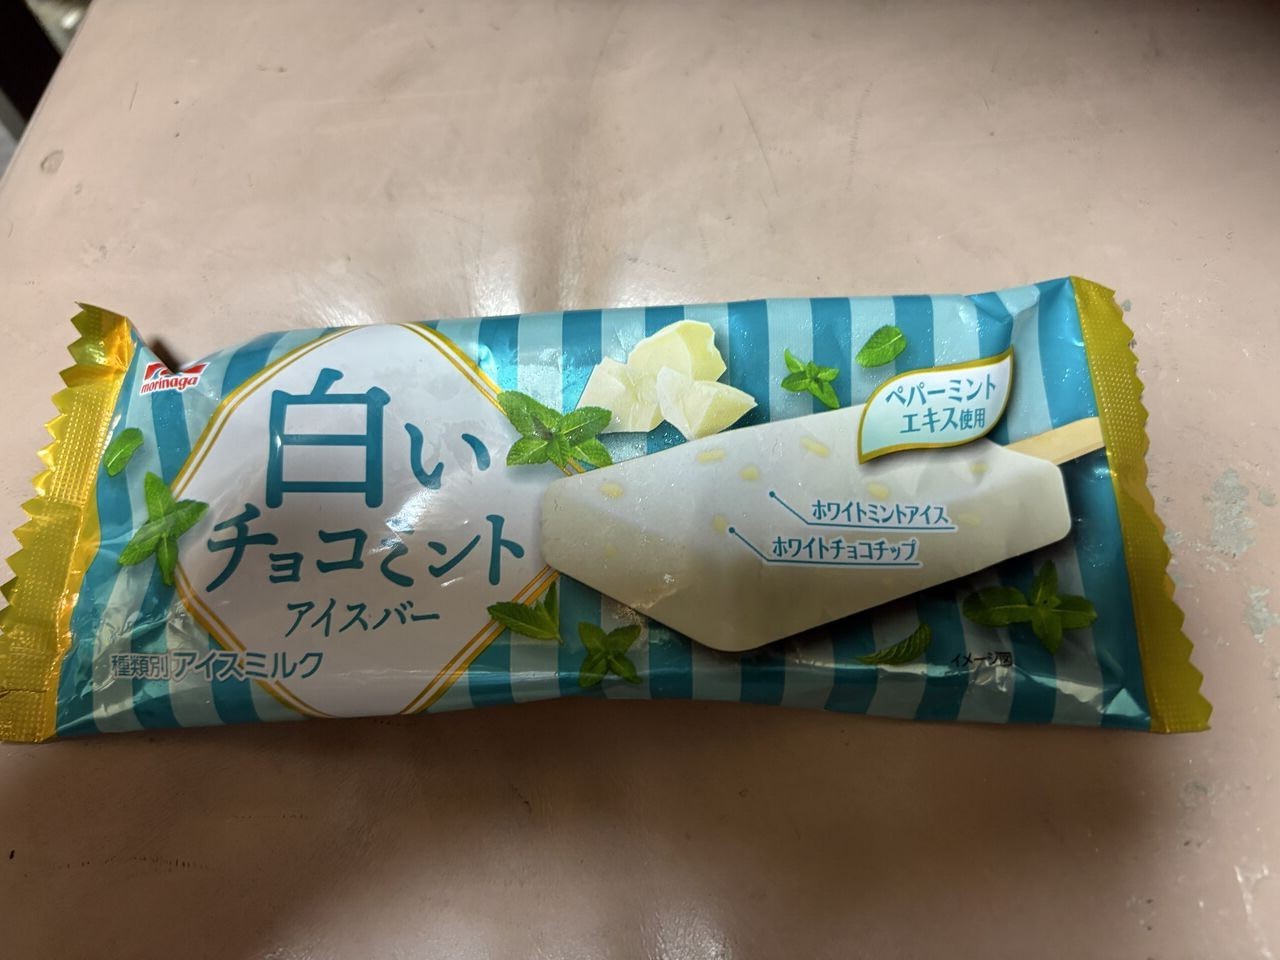 morinaga
白い
チョコミント
アイスバー
種類別アイスミルク
ペパーミント
エキス使用
ホワイトミントアイス
ホワイトチョコチップ
イメージ図